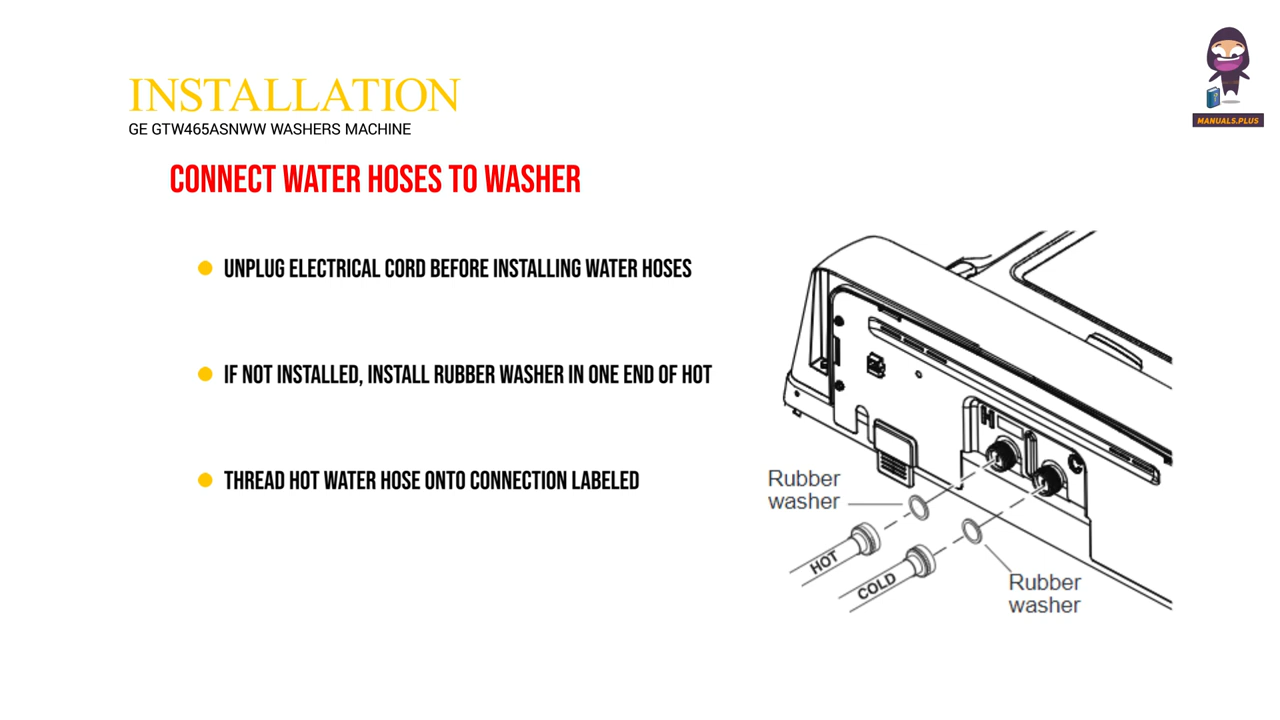 INSTALLATION
GE GTW465ASNWW WASHERS MACHINE
CONNECT WATER HOSES TO WASHER
UNPLUG ELECTRICAL CORD BEFORE INSTALLING WATER HOSES
IF NOT INSTALLED, INSTALL RUBBER WASHER IN ONE END OF HOT
THREAD HOT WATER HOSE ONTO CONNECTION LABELED
MANUALS.PLUS
H
C
Rubber
washer
HOT
COLD
Rubber
washer